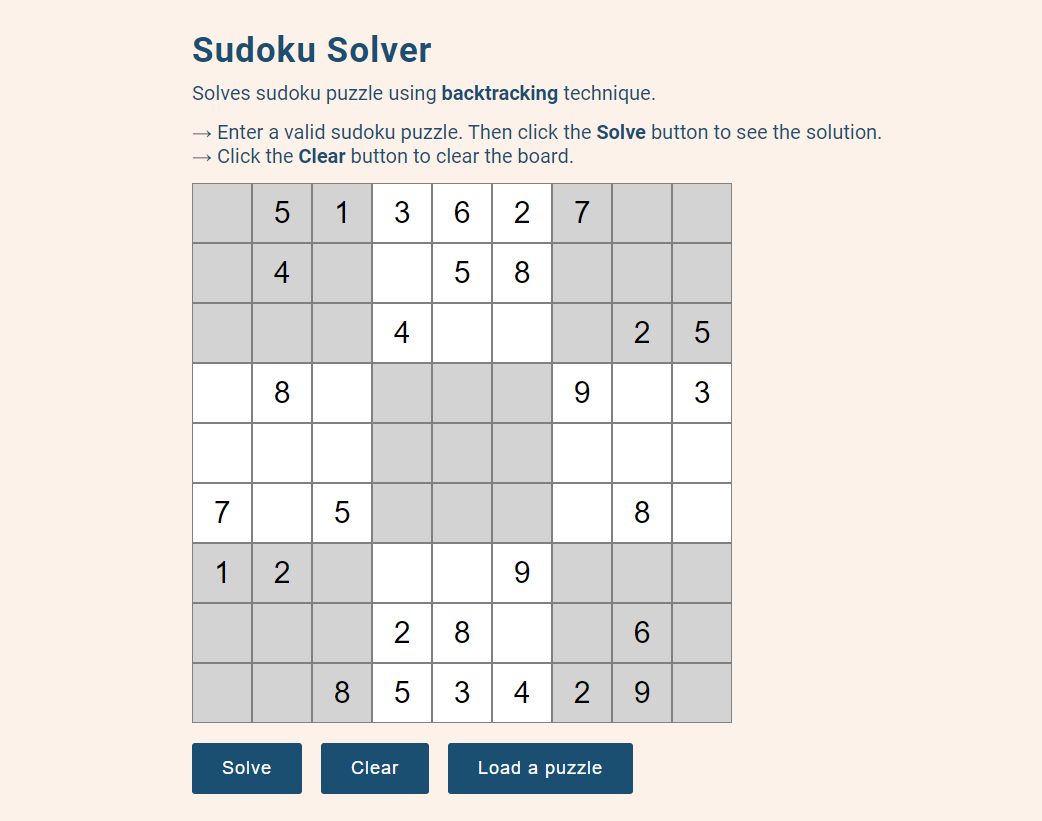 Sudoku Solver
Solves sudoku puzzle using backtracking technique.
→ Enter a valid sudoku puzzle. Then click the Solve button to see the solution.
→ Click the Clear button to clear the board.
5 1 3 6 2 7
4 5 8
4 2 5
8 9 3
7 5 8
1 2 9
2 8 6
8 5 3 4 2 9
Solve Clear Load a puzzle